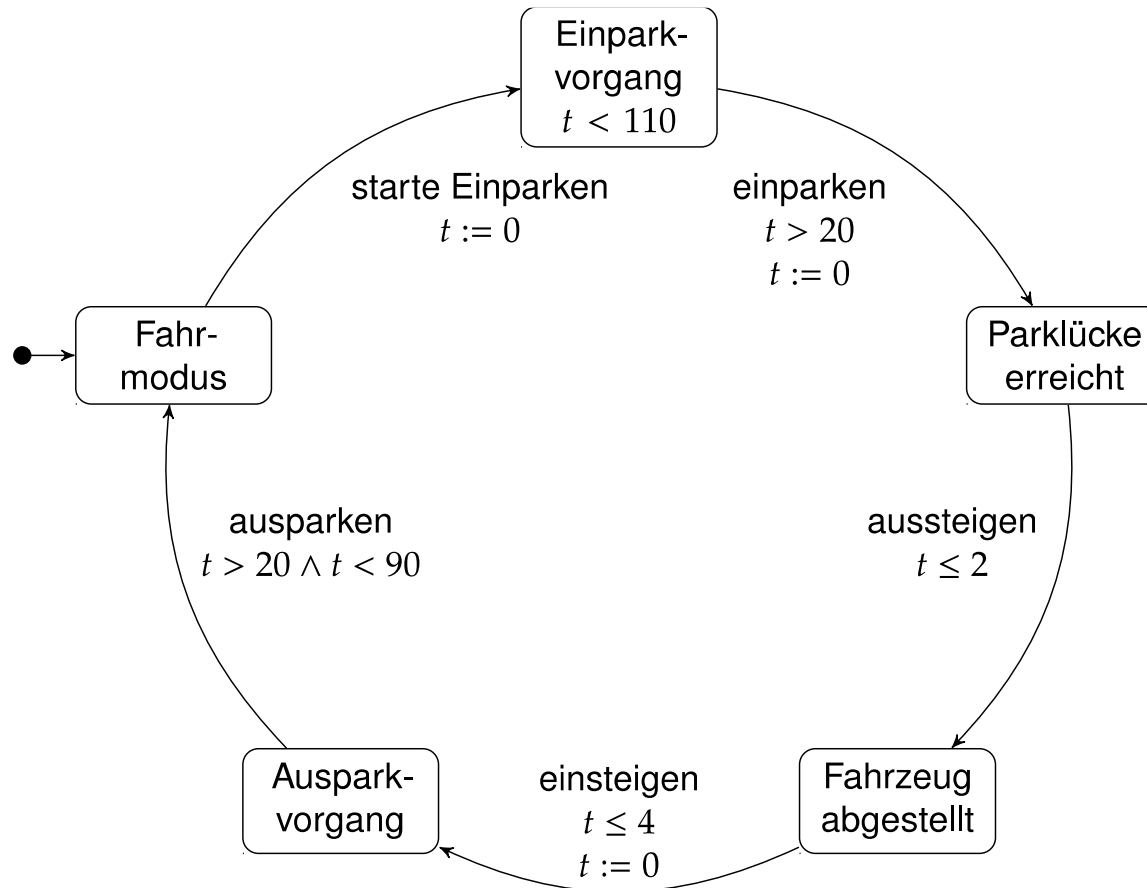 Einpark-
vorgang
t < 110
starte Einparken
t := 0
einparken
t > 20
t := 0
Fahr-
modus
Parklücke
erreicht
ausparken
t > 20 ∧ t < 90
aussteigen
t ≤ 2
Auspark-
vorgang
einsteigen
t ≤ 4
t := 0
Fahrzeug
abgestellt